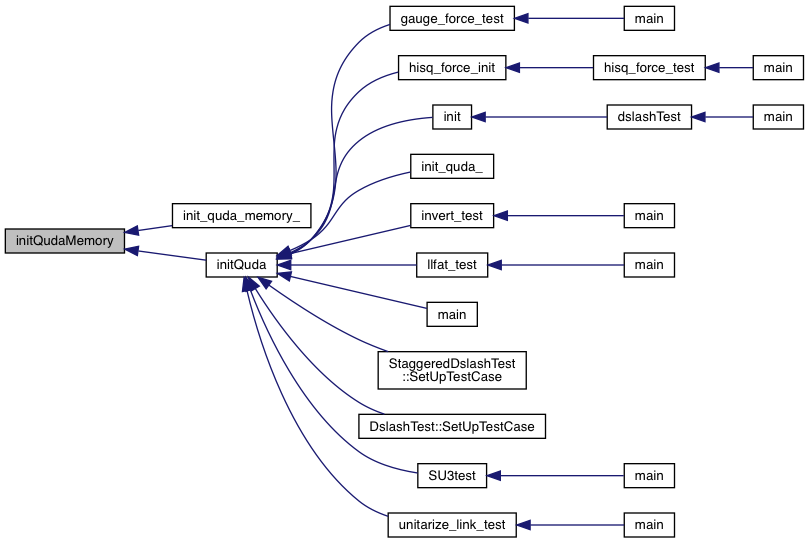 gauge_force_test
main
hisq_force_init
hisq_force_test
main
init
dslashTest
main
init_quda_
init_quda_memory_
invert_test
main
initQudaMemory
initQuda
llfat_test
main
main
StaggeredDslashTest
::SetUpTestCase
DslashTest::SetUpTestCase
SU3test
main
unitarize_link_test
main